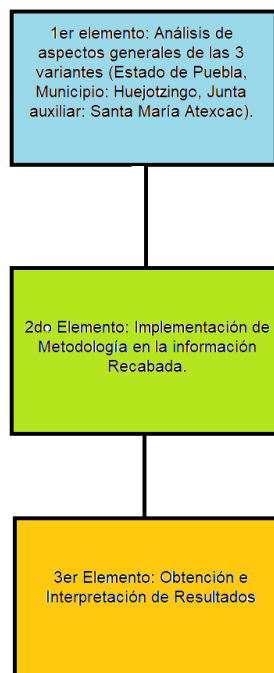 1er elemento: Análisis de
aspectos generales de las 3
variantes (Estado de Puebla,
Municipio: Huejotzingo, Junta
auxiliar: Santa María Atexcac).
2do Elemento: Implementación de
Metodología en la información
Recabada.
3er Elemento: Obtención e
Interpretación de Resultados